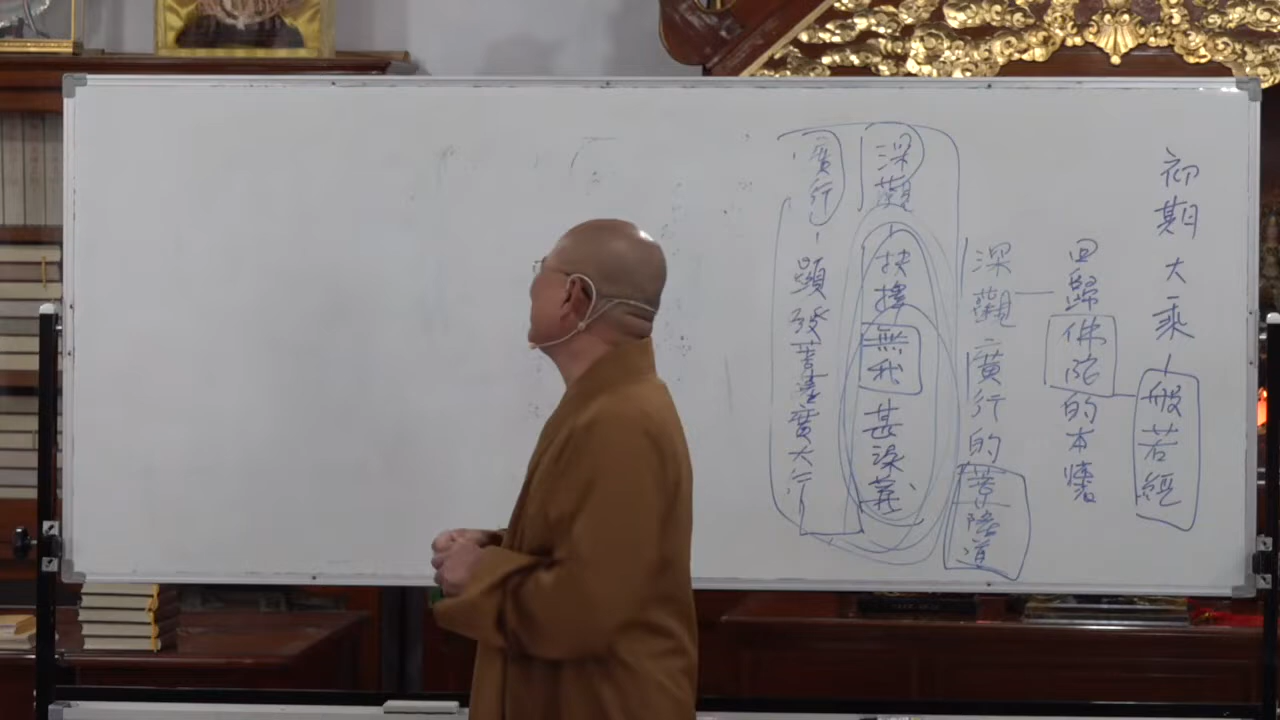 初期大乘-般若經
回歸佛陀的本懷
深觀廣行的菩薩道
深觀-抉擇無我甚深義
廣行-顯發菩薩廣大行